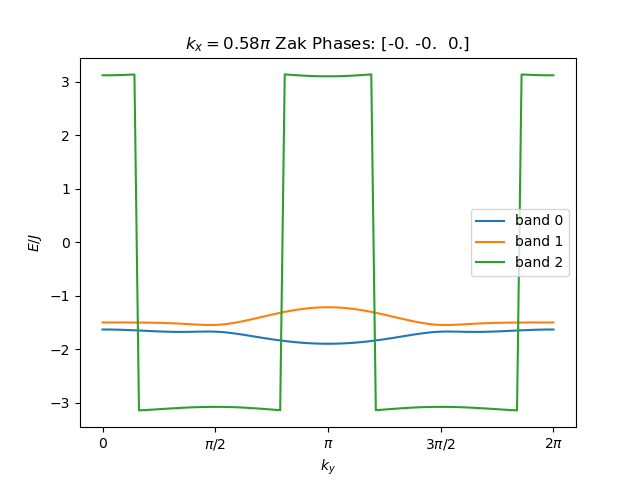 $k_x = 0.58\pi$ Zak Phases: [-0. -0.  0.]
E/J
3
2
1
0
−1
−2
−3
band 0
band 1
band 2
0
π/2
π
3π/2
2π
$k_y$